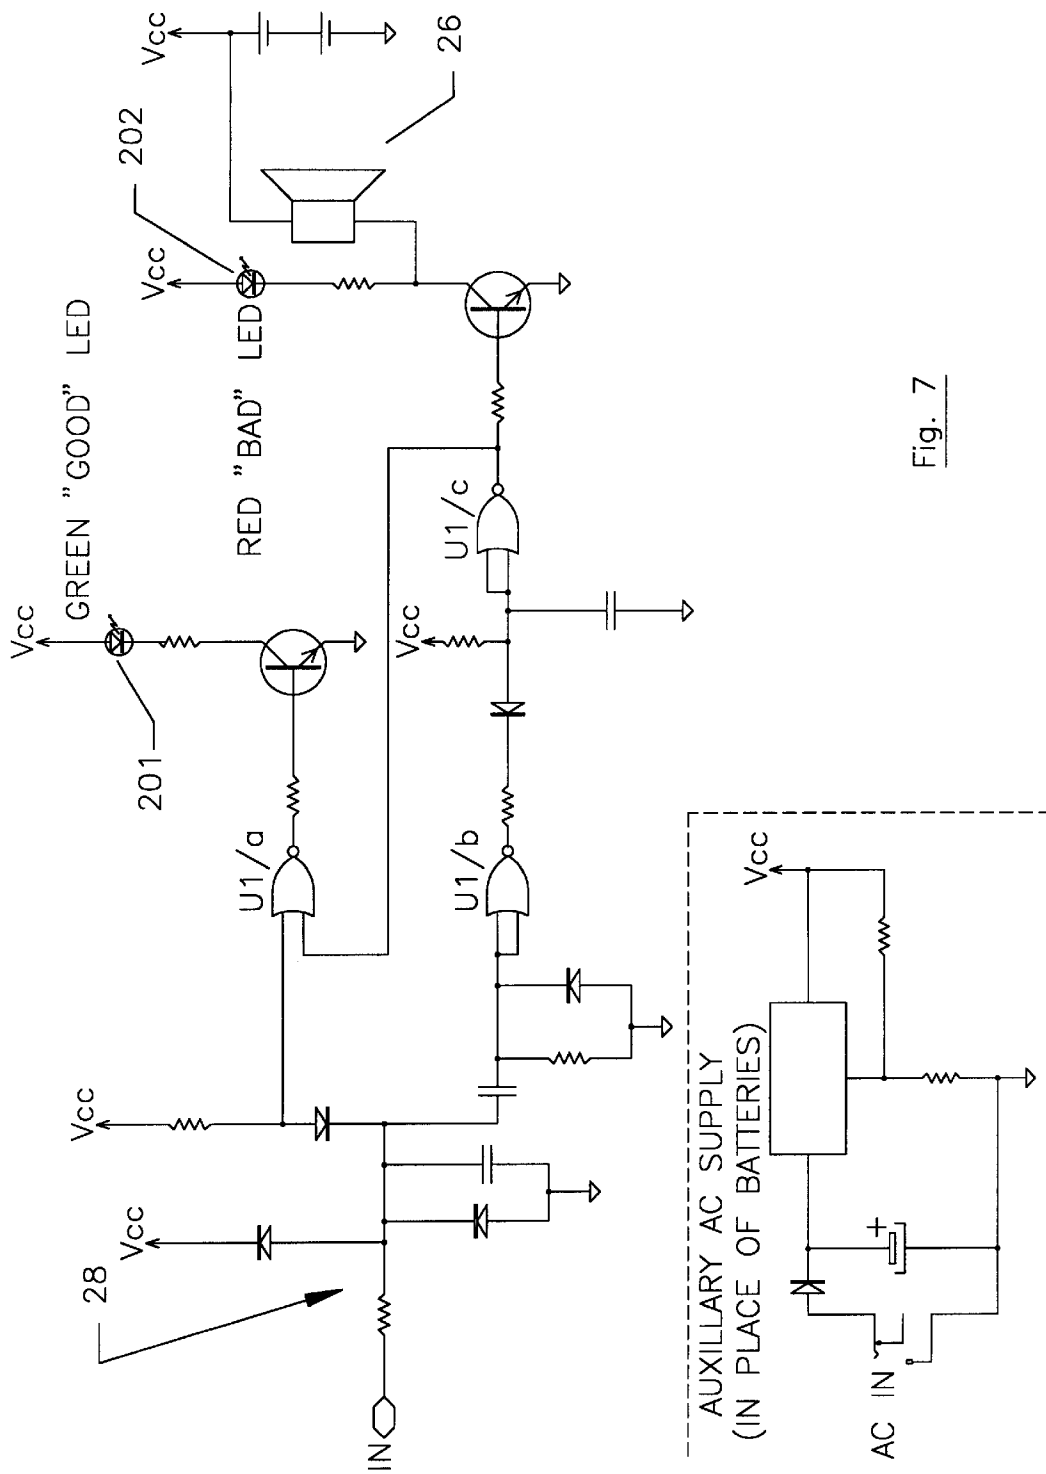 Vcc
Vcc
Vcc
Vcc
Vcc
28
201
202
26
GREEN "GOOD" LED
RED "BAD" LED
U1/a
U1/b
U1/c
Vcc
IN
AUXILLARY AC SUPPLY
(IN PLACE OF BATTERIES)
Vcc
+
AC IN
Fig. 7